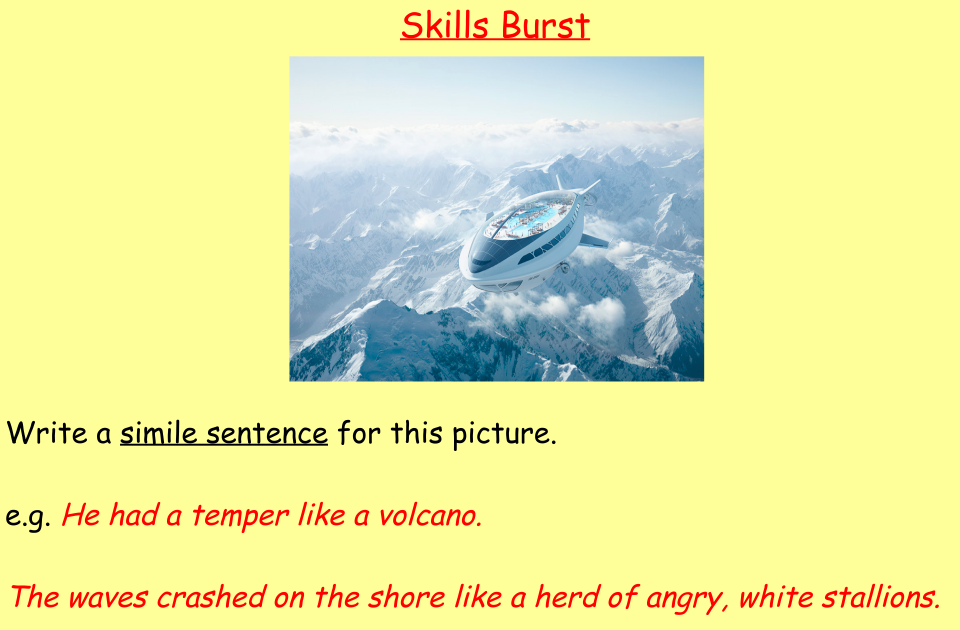 Skills Burst
Write a simile sentence for this picture.
e.g. He had a temper like a volcano.
The waves crashed on the shore like a herd of angry, white stallions.